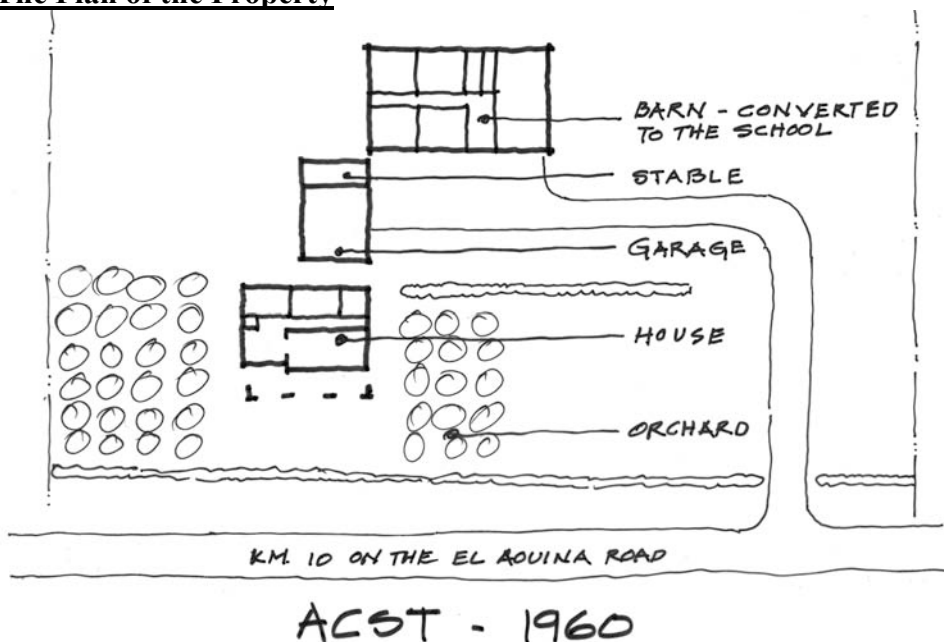 The Plan of the Property
BARN - CONVERTED
TO THE SCHOOL
STABLE
GARAGE
HOUSE
ORCHARD
KM. 10 ON THE EL AOUINA ROAD
ACST - 1960